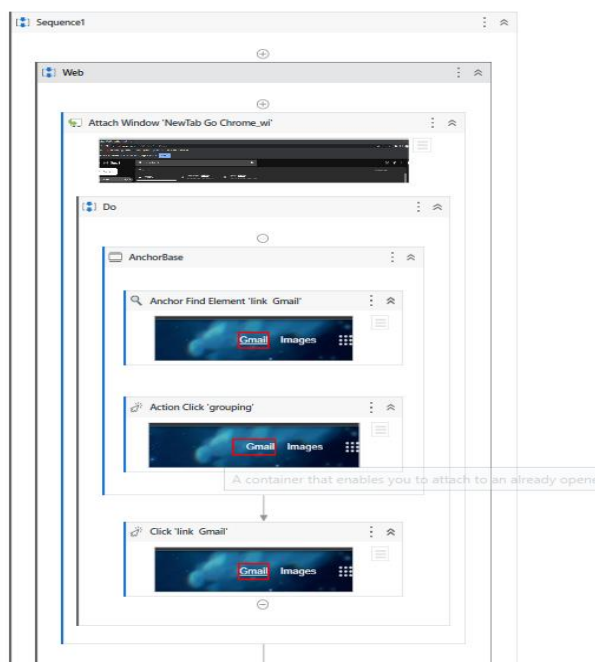 Sequence1
Web
Attach Window 'NewTab Go Chrome_wi'
Do
AnchorBase
Anchor Find Element 'link Gmail'
Gmail Images
Action Click 'grouping'
Gmail Images
A container that enables you to attach to an already opene
Click 'link Gmail'
Gmail Images